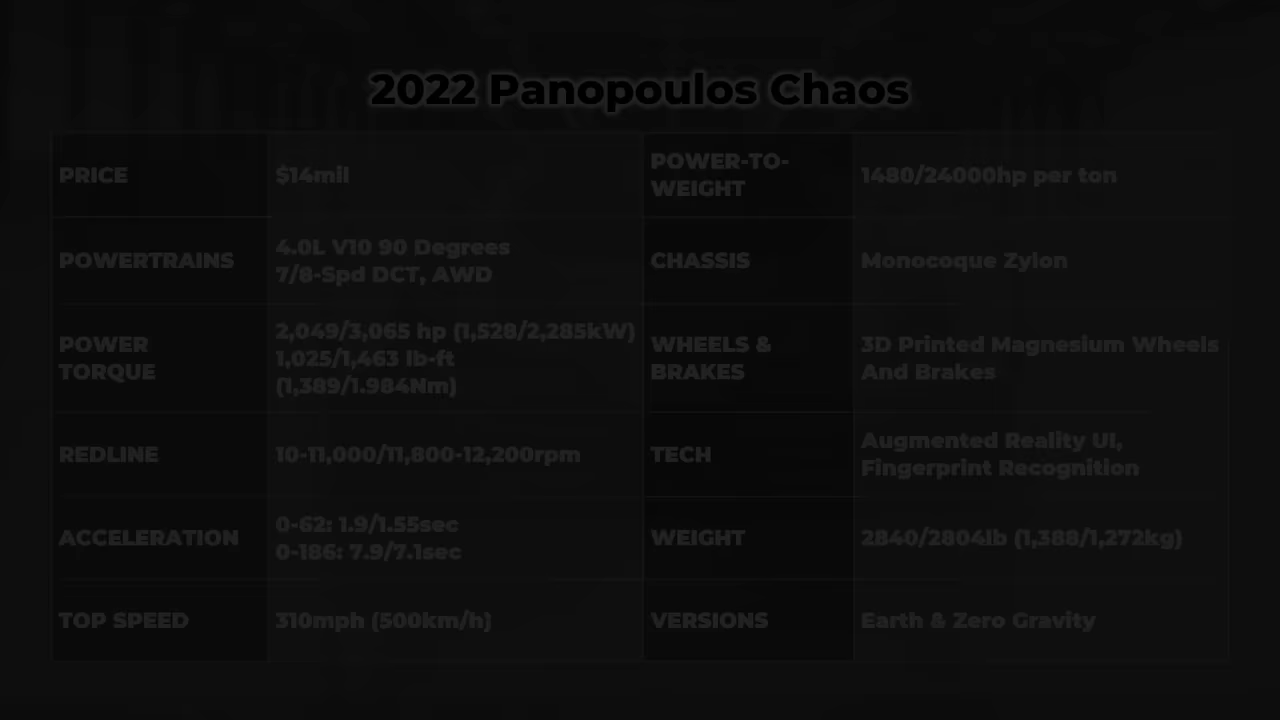 2022 Panopoulos Chaos
PRICE
$14mil
POWER-TO-
WEIGHT
1480/24000hp per ton
POWERTRAINS
4.0L V10 90 Degrees
7/8-Spd DCT, AWD
CHASSIS
Monocoque Zylon
POWER
TORQUE
2,049/3,065 hp (1,528/2,285kW)
1,025/1,463 lb-ft
(1,389/1.984Nm)
WHEELS &
BRAKES
3D Printed Magnesium Wheels
And Brakes
REDLINE
10-11,000/11,800-12,200rpm
TECH
Augmented Reality UI,
Fingerprint Recognition
ACCELERATION
0-62: 1.9/1.55sec
0-186: 7.9/7.1sec
WEIGHT
2840/2804lb (1,388/1,272kg)
TOP SPEED
310mph (500km/h)
VERSIONS
Earth & Zero Gravity